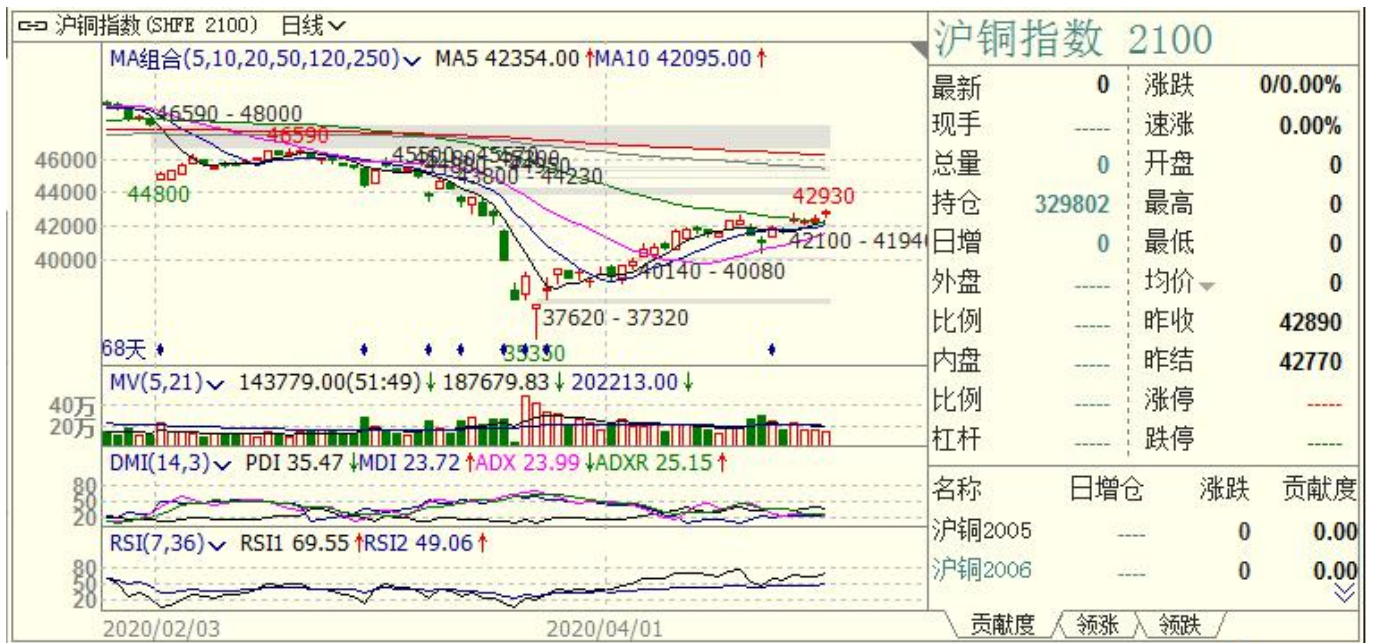 沪铜指数(SHFE 2100) 日线
MA组合(5,10,20,50,120,250) MA5 42354.00↑MA10 42095.00↑
46590 - 48000
46590
46000
43800 - 44230
44000
44800
42930
42000
42100 - 41940
40000
40140 - 40080
37620 - 37320
68天
35330
MV(5,21) 143779.00(51:49)↓187679.83↓202213.00↓
40万
20万
DMI(14,3) PDI 35.47↓MDI 23.72↑ADX 23.99↓ADXR 25.15↑
80
50
20
RSI(7,36) RSI1 69.55↑RSI2 49.06↑
80
50
20
2020/02/03 2020/04/01
沪铜指数 2100
最新 0 涨跌 0/0.00%
现手 ----- 速涨 0.00%
总量 0 开盘 0
持仓 329802 最高 0
日增 0 最低 0
外盘 ----- 均价 0
比例 ----- 昨收 42890
内盘 ----- 昨结 42770
比例 ----- 涨停 -----
杠杆 ----- 跌停 -----
名称 日增仓 涨跌 贡献度
沪铜2005 ---- 0 0.00
沪铜2006 ---- 0 0.00
贡献度 领涨 领跌